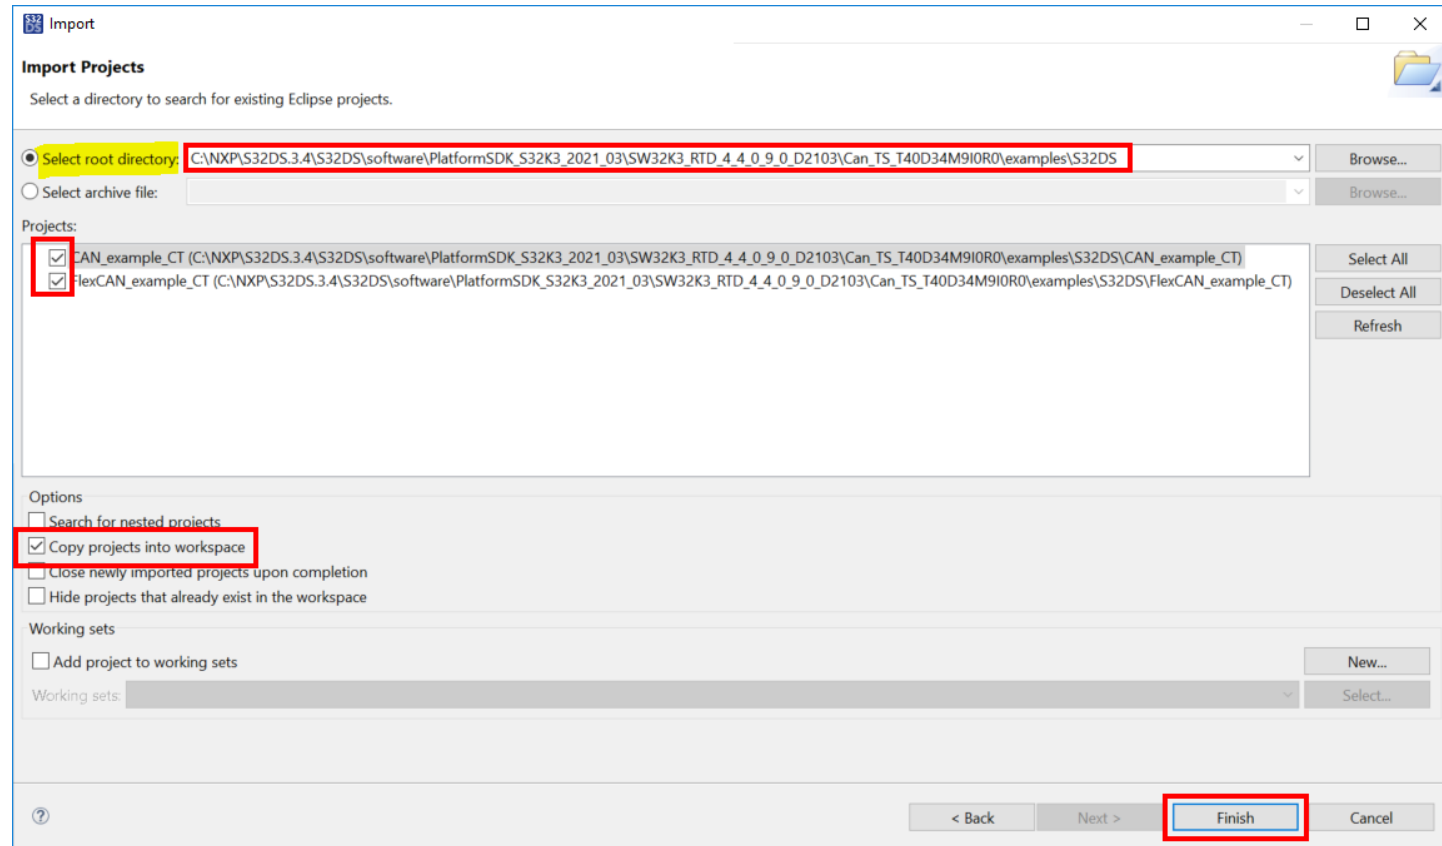 S32
DS Import
Import Projects
Select a directory to search for existing Eclipse projects.
Select root directory: C:\NXP\S32DS.3.4\S32DS\software\PlatformSDK_S32K3_2021_03\SW32K3_RTD_4_4_0_9_0_D2103\Can_TS_T40D34M9I0R0\examples\S32DS Browse...
Select archive file: Browse...
Projects:
CAN_example_CT (C:\NXP\S32DS.3.4\S32DS\software\PlatformSDK_S32K3_2021_03\SW32K3_RTD_4_4_0_9_0_D2103\Can_TS_T40D34M9I0R0\examples\S32DS\CAN_example_CT) Select All
FlexCAN_example_CT (C:\NXP\S32DS.3.4\S32DS\software\PlatformSDK_S32K3_2021_03\SW32K3_RTD_4_4_0_9_0_D2103\Can_TS_T40D34M9I0R0\examples\S32DS\FlexCAN_example_CT)
Deselect All
Refresh
Options
Search for nested projects
Copy projects into workspace
Close newly imported projects upon completion
Hide projects that already exist in the workspace
Working sets
Add project to working sets New...
Working sets: Select...
? < Back Next > Finish Cancel